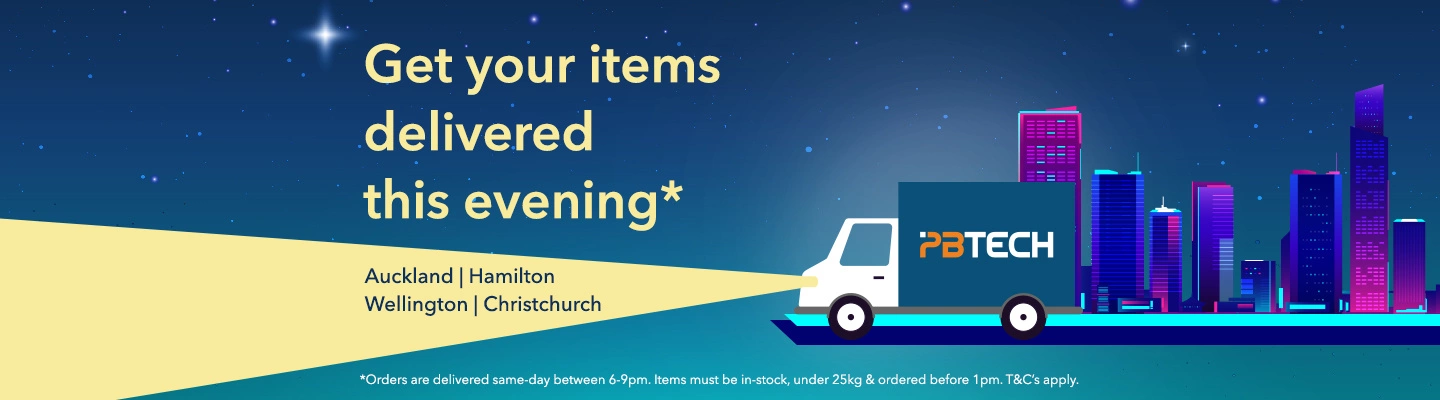 Get your items
delivered
this evening*
Auckland | Hamilton
Wellington | Christchurch
PBTECH
*Orders are delivered same-day between 6-9pm. Items must be in-stock, under 25kg & ordered before 1pm. T&C's apply.